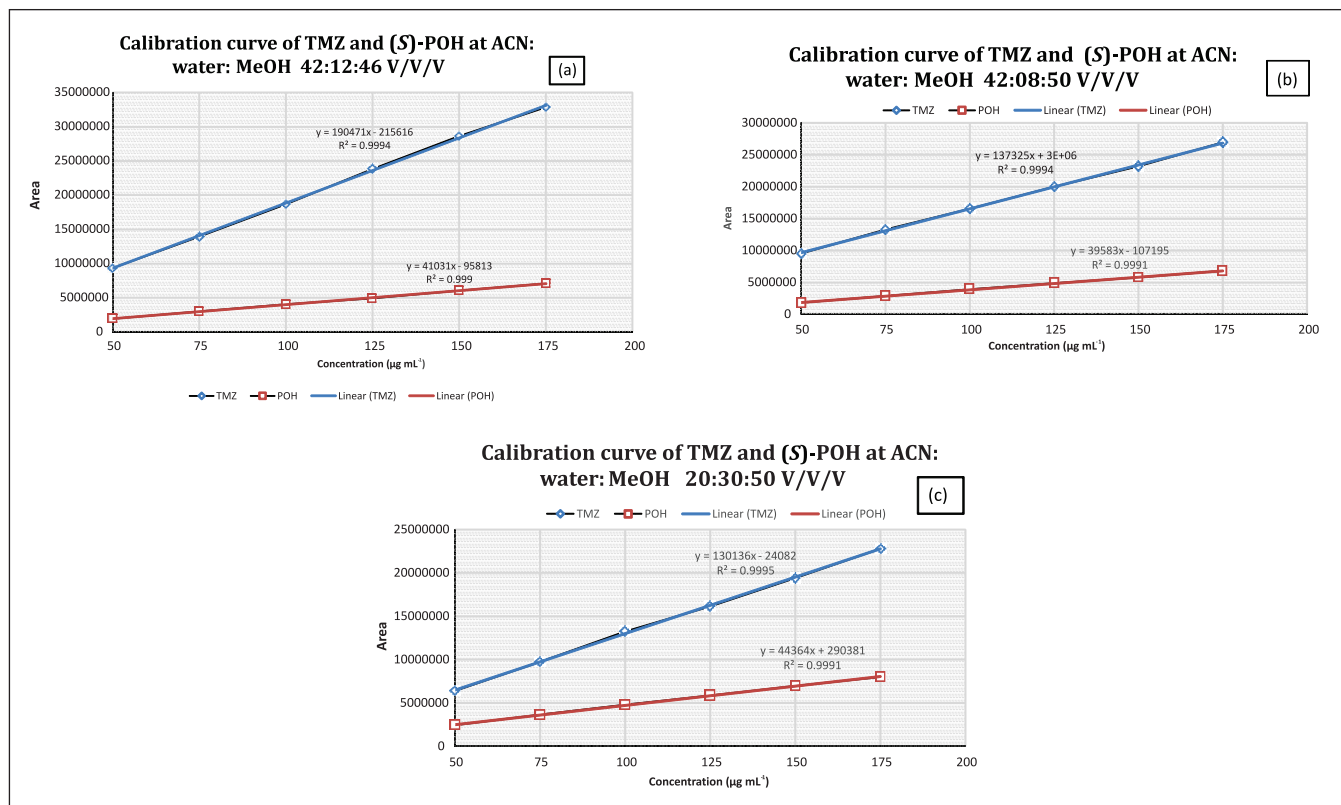 Calibration curve of TMZ and (S)-POH at ACN:
water: MeOH 42:12:46 V/V/V
(a)
35000000
30000000
25000000
20000000
15000000
10000000
5000000
0
Area
y = 190471x - 215616
R² = 0.9994
y = 41031x - 95813
R² = 0.999
50 75 100 125 150 175 200
Concentration (µg mL⁻¹)
TMZ POH Linear (TMZ) Linear (POH)
Calibration curve of TMZ and (S)-POH at ACN:
water: MeOH 42:08:50 V/V/V
(b)
TMZ POH Linear (TMZ) Linear (POH)
30000000
25000000
20000000
15000000
10000000
5000000
0
Area
y = 137325x + 3E+06
R² = 0.9994
y = 39583x - 107195
R² = 0.9991
50 75 100 125 150 175 200
Concentration (µg mL⁻¹)
Calibration curve of TMZ and (S)-POH at ACN:
water: MeOH 20:30:50 V/V/V
(c)
TMZ POH Linear (TMZ) Linear (POH)
25000000
20000000
15000000
10000000
5000000
0
Area
y = 130136x - 24082
R² = 0.9995
y = 44364x + 290381
R² = 0.9991
50 75 100 125 150 175 200
Concentration (µg mL⁻¹)